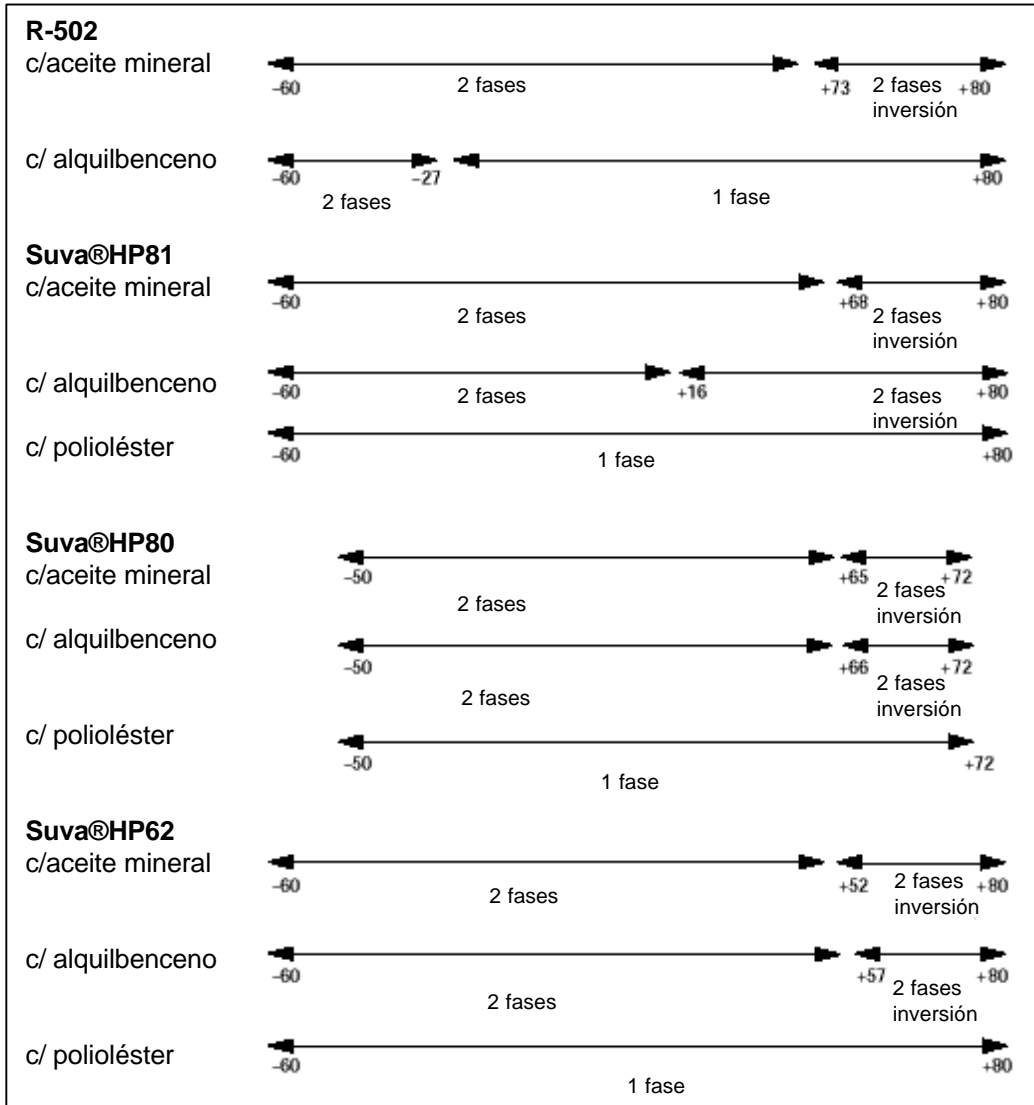 R-502
c/aceite mineral
–60 2 fases +73 2 fases +80
inversión
c/ alquilbenceno
–60 –27 +80
2 fases 1 fase
Suva®HP81
c/aceite mineral
–60 +68 +80
2 fases 2 fases
inversión
c/ alquilbenceno
–60 2 fases +16 2 fases +80
inversión
c/ polioléster
–60 1 fase +80
Suva®HP80
c/aceite mineral
–50 +65 +72
2 fases 2 fases
inversión
c/ alquilbenceno
–50 +66 +72
2 fases 2 fases
inversión
c/ polioléster
–50 +72
1 fase
Suva®HP62
c/aceite mineral
–60 +52 2 fases +80
2 fases inversión
c/ alquilbenceno
–60 +57 +80
2 fases 2 fases
inversión
c/ polioléster
–60 +80
1 fase